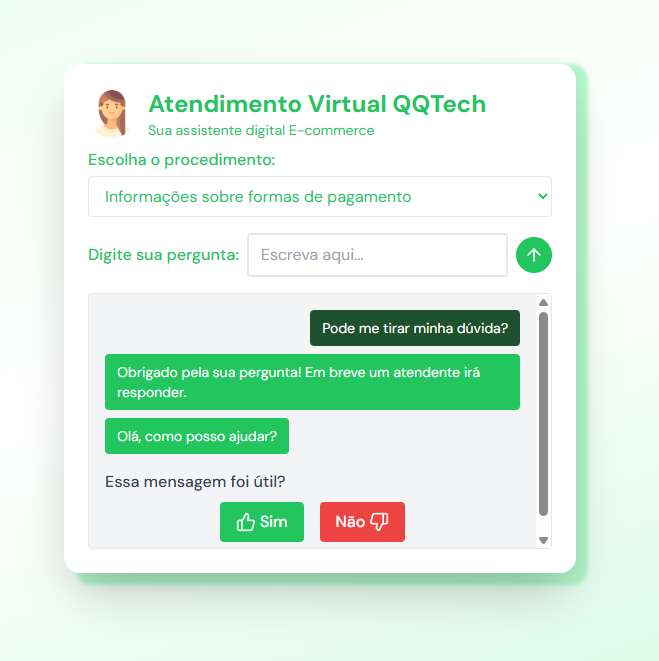 Atendimento Virtual QQTech
Sua assistente digital E-commerce
Escolha o procedimento:
Informações sobre formas de pagamento
Digite sua pergunta:
Escreva aqui...
Pode me tirar minha dúvida?
Obrigado pela sua pergunta! Em breve um atendente irá
responder.
Olá, como posso ajudar?
Essa mensagem foi útil?
Sim
Não